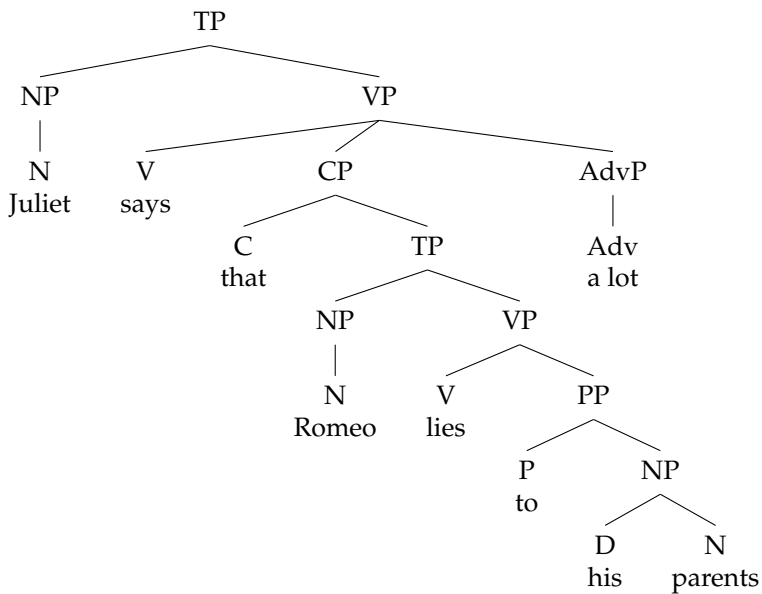 TP
NP VP
N V CP AdvP
Juliet says
C TP Adv
that a lot
NP VP
N V PP
Romeo lies
P NP
to
D N
his parents